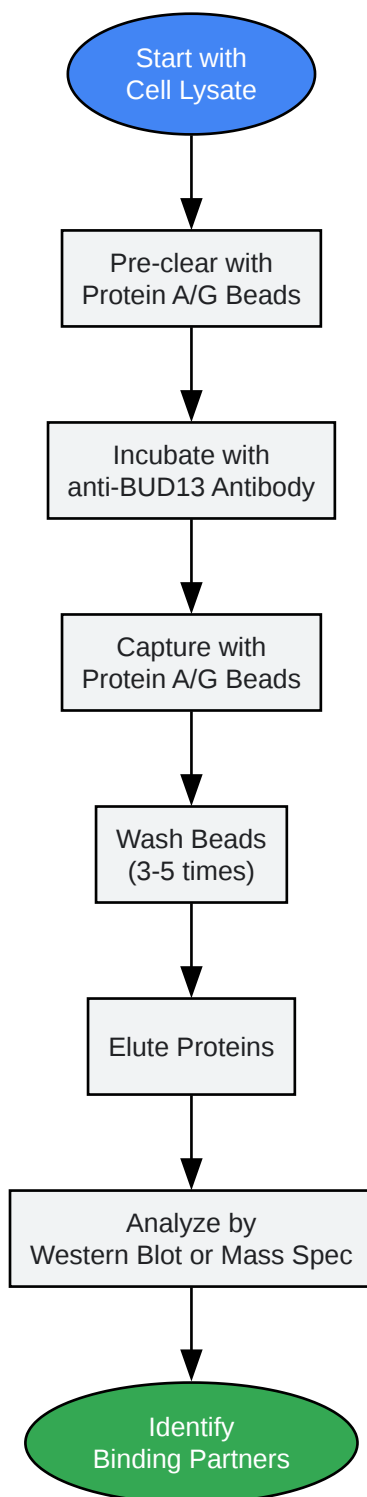 Start with
Cell Lysate
Pre-clear with
Protein A/G Beads
Incubate with
anti-BUD13 Antibody
Capture with
Protein A/G Beads
Wash Beads
(3-5 times)
Elute Proteins
Analyze by
Western Blot or Mass Spec
Identify
Binding Partners